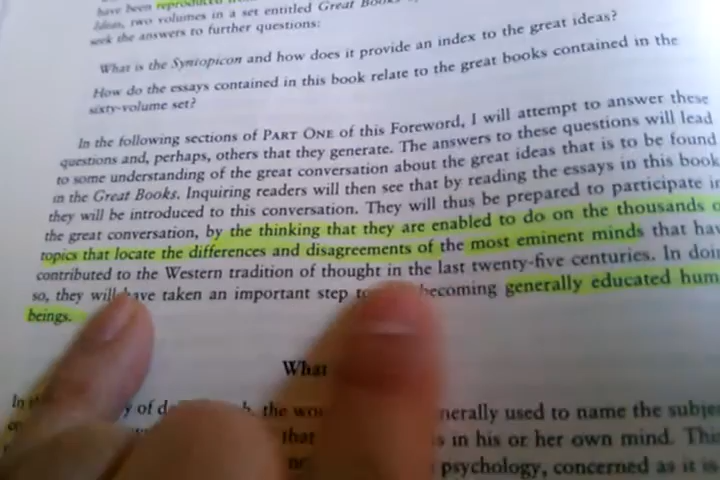 have been reproduced
Ideas, two volumes in a set entitled Great Books
seek the answers to further questions:
What is the Syntopicon and how does it provide an index to the great ideas?
How do the essays contained in this book relate to the great books contained in the
sixty-volume set?
In the following sections of PART ONE of this Foreword, I will attempt to answer these
questions and, perhaps, others that they generate. The answers to these questions will lead
to some understanding of the great conversation about the great ideas that is to be found
in the Great Books. Inquiring readers will then see that by reading the essays in this book
they will be introduced to this conversation. They will thus be prepared to participate in
the great conversation, by the thinking that they are enabled to do on the thousands o
topics that locate the differences and disagreements of the most eminent minds that hav
contributed to the Western tradition of thought in the last twenty-five centuries. In doin
so, they will have taken an important step becoming generally educated hum
beings.
What
In y of the wo nerally used to name the subje
that s in his or her own mind. The
psychology, concerned as it is